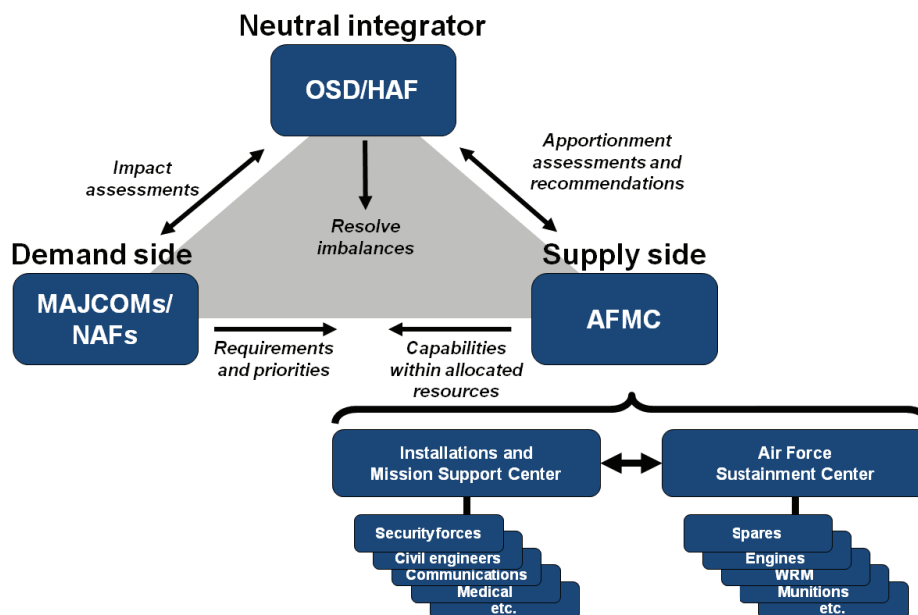 Neutral integrator
OSD/HAF
Impact
assessments
Apportionment
assessments and
recommendations
Resolve
imbalances
Demand side
MAJCOMs/
NAFs
Supply side
AFMC
Requirements
and priorities
Capabilities
within allocated
resources
Installations and
Mission Support Center
Air Force
Sustainment Center
Security forces
Civil engineers
Communications
Medical
etc.
Spares
Engines
WRM
Munitions
etc.